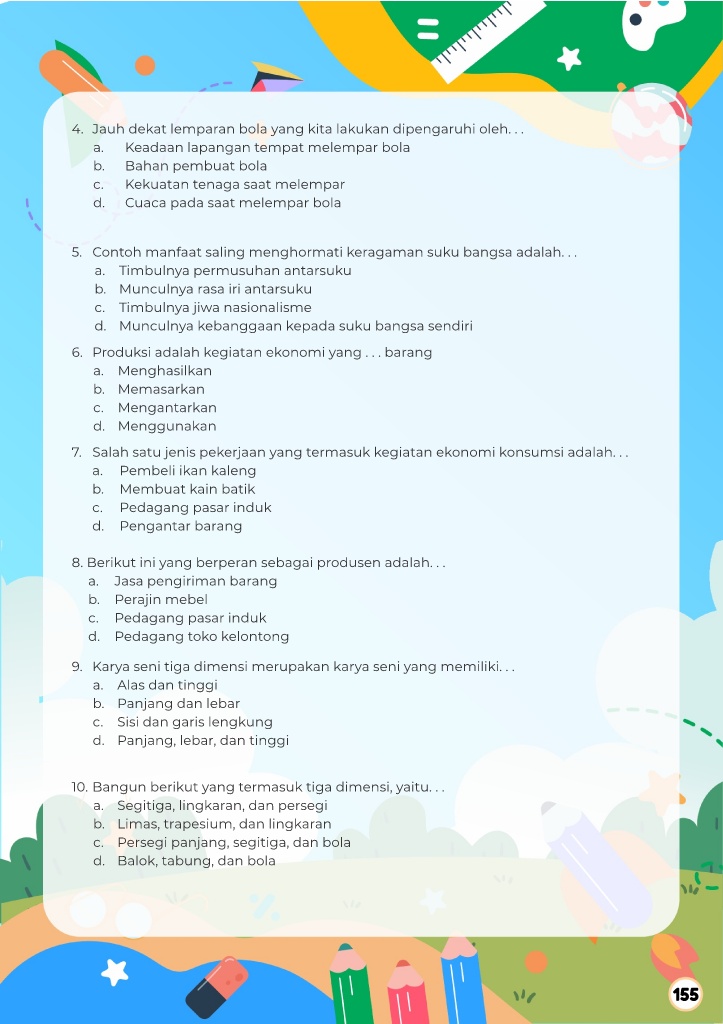 4. Jauh dekat lemparan bola yang kita lakukan dipengaruhi oleh. . .
a. Keadaan lapangan tempat melempar bola
b. Bahan pembuat bola
c. Kekuatan tenaga saat melempar
d. Cuaca pada saat melempar bola
5. Contoh manfaat saling menghormati keragaman suku bangsa adalah. . .
a. Timbulnya permusuhan antarsuku
b. Munculnya rasa iri antarsuku
c. Timbulnya jiwa nasionalisme
d. Munculnya kebanggaan kepada suku bangsa sendiri
6. Produksi adalah kegiatan ekonomi yang . . . barang
a. Menghasilkan
b. Memasarkan
c. Mengantarkan
d. Menggunakan
7. Salah satu jenis pekerjaan yang termasuk kegiatan ekonomi konsumsi adalah. . .
a. Pembeli ikan kaleng
b. Membuat kain batik
c. Pedagang pasar induk
d. Pengantar barang
8. Berikut ini yang berperan sebagai produsen adalah. . .
a. Jasa pengiriman barang
b. Perajin mebel
c. Pedagang pasar induk
d. Pedagang toko kelontong
9. Karya seni tiga dimensi merupakan karya seni yang memiliki. . .
a. Alas dan tinggi
b. Panjang dan lebar
c. Sisi dan garis lengkung
d. Panjang, lebar, dan tinggi
10. Bangun berikut yang termasuk tiga dimensi, yaitu. . .
a. Segitiga, lingkaran, dan persegi
b. Limas, trapesium, dan lingkaran
c. Persegi panjang, segitiga, dan bola
d. Balok, tabung, dan bola
155